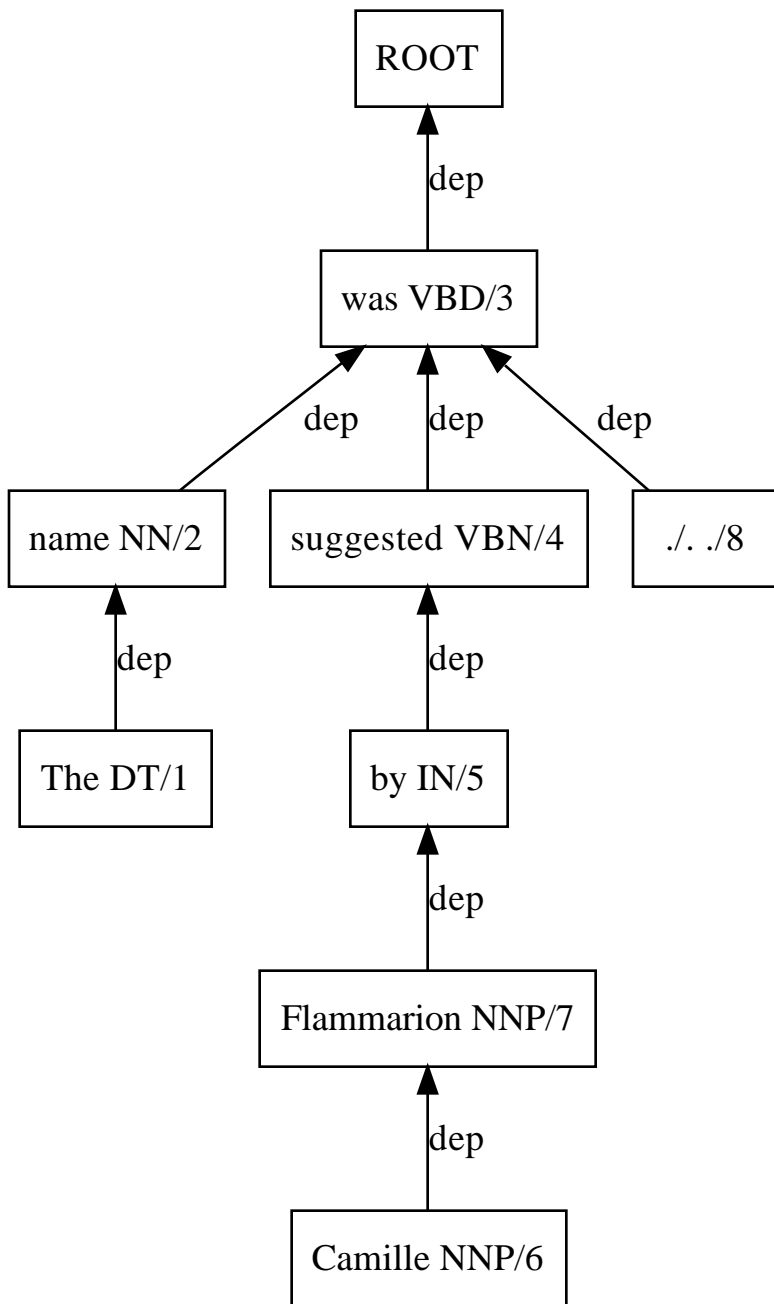 ROOT
dep
was VBD/3
dep dep dep
name NN/2 suggested VBN/4 ./. ./8
dep dep
The DT/1 by IN/5
dep
Flammarion NNP/7
dep
Camille NNP/6